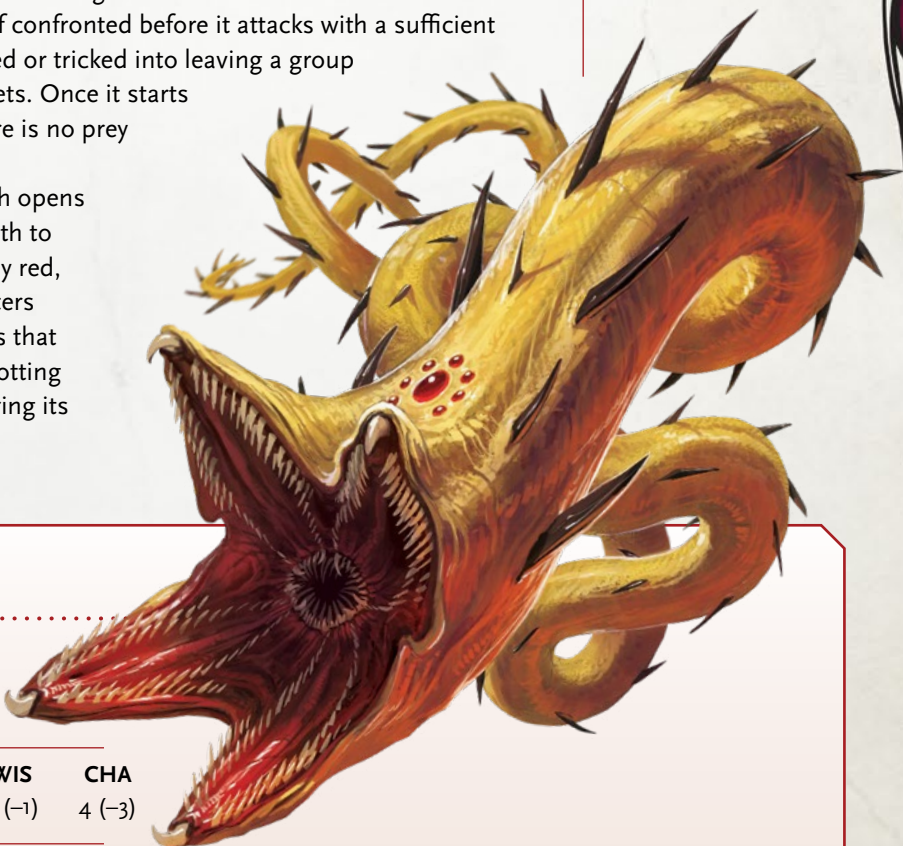 f confronted before it attacks with a sufficient
ed or tricked into leaving a group
ets. Once it starts
re is no prey
h opens
th to
y red,
ters
s that
otting
ing its
WIS CHA
(–1) 4 (–3)